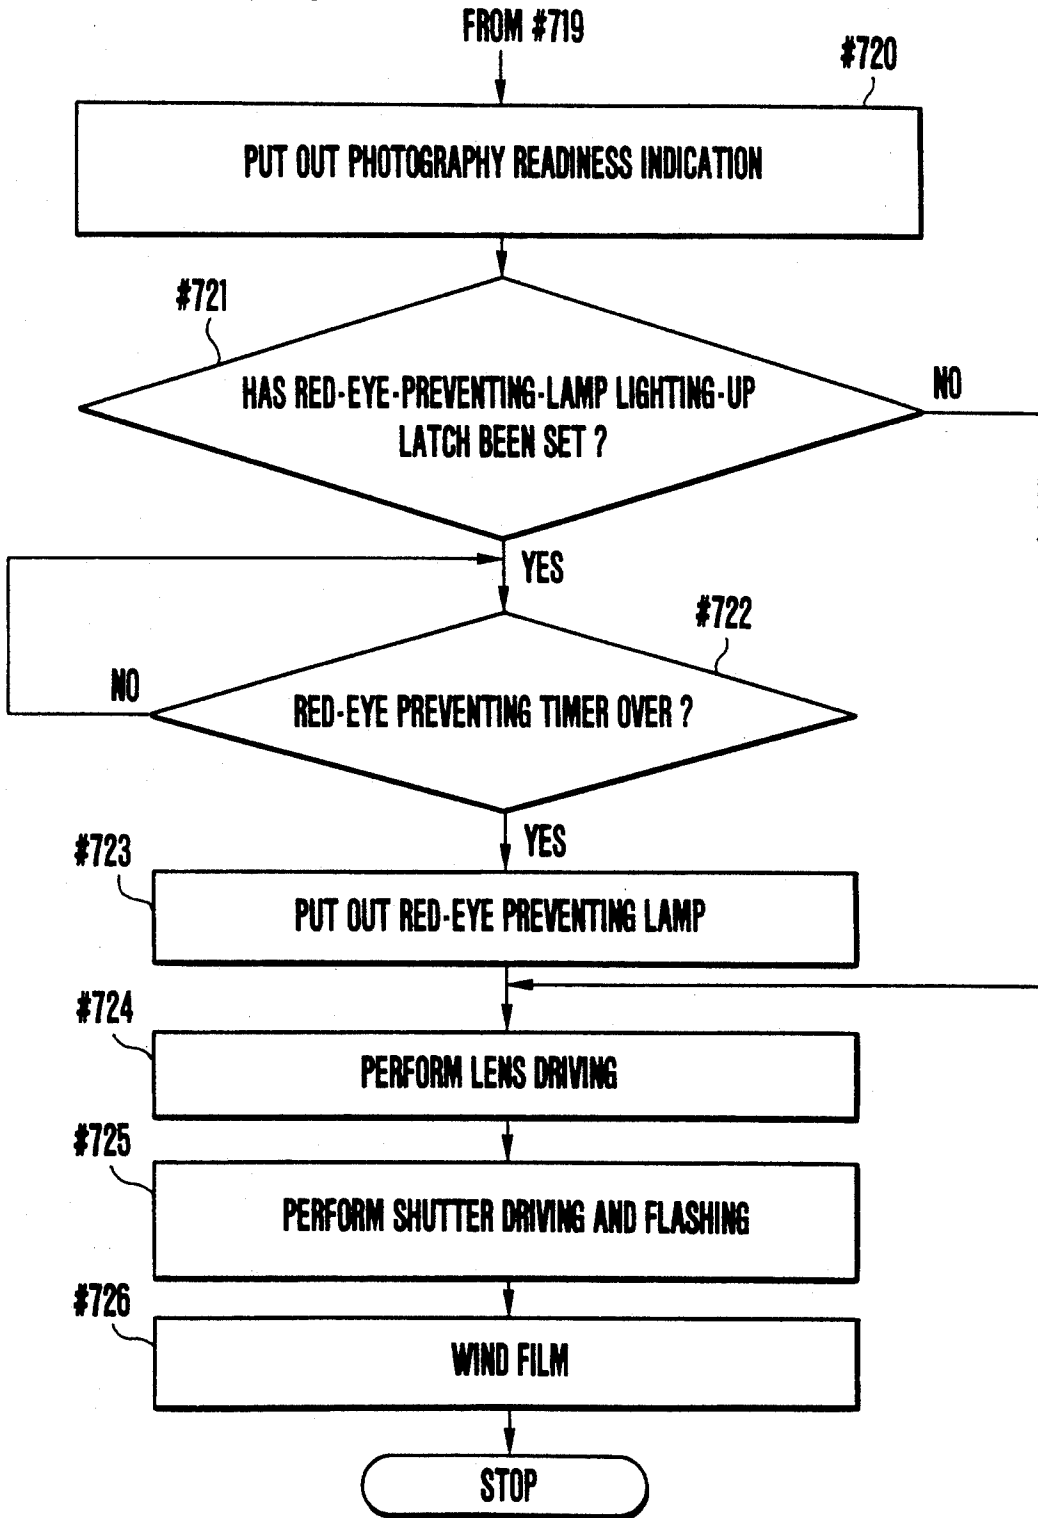 FROM #719
#720
PUT OUT PHOTOGRAPHY READINESS INDICATION
#721
HAS RED-EYE-PREVENTING-LAMP LIGHTING-UP
LATCH BEEN SET ?
NO
YES
#722
NO
RED-EYE PREVENTING TIMER OVER ?
YES
#723
PUT OUT RED-EYE PREVENTING LAMP
#724
PERFORM LENS DRIVING
#725
PERFORM SHUTTER DRIVING AND FLASHING
#726
WIND FILM
STOP